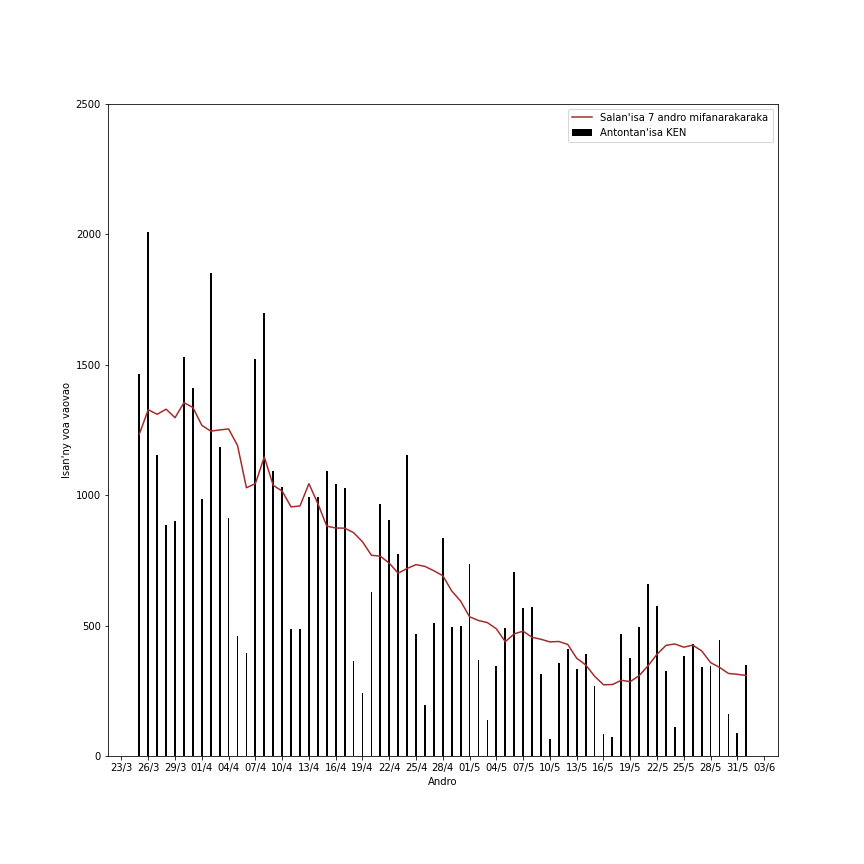 Salan'isa 7 andro mifanarakaraka
Antontan'isa KEN
2500
2000
1500
1000
500
0
Isan'ny voa vaovao
23/3 26/3 29/3 01/4 04/4 07/4 10/4 13/4 16/4 19/4 22/4 25/4 28/4 01/5 04/5 07/5 10/5 13/5 16/5 19/5 22/5 25/5 28/5 31/5 03/6
Andro